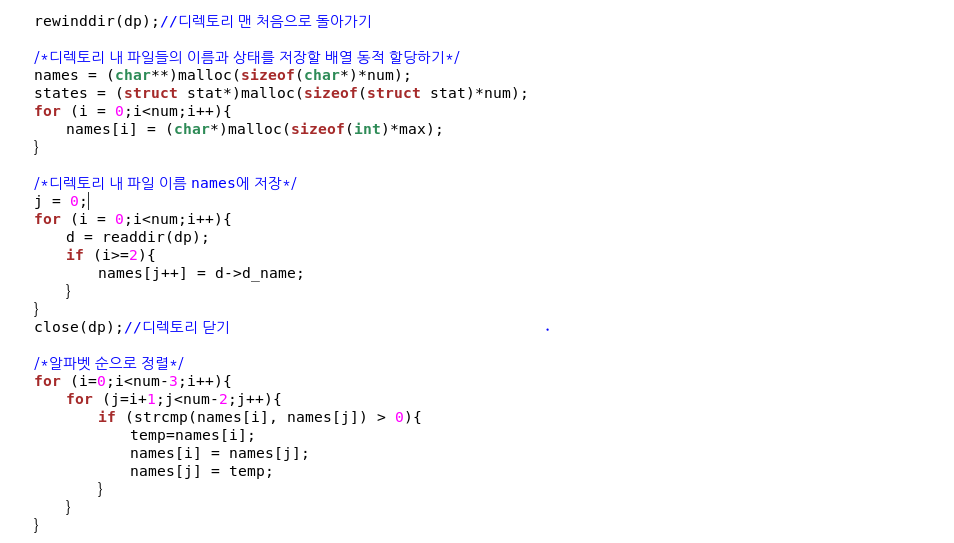 rewinddir(dp);//디렉토리 맨 처음으로 돌아가기
/*디렉토리 내 파일들의 이름과 상태를 저장할 배열 동적 할당하기*/
names = (char**)malloc(sizeof(char*)*num);
states = (struct stat*)malloc(sizeof(struct stat)*num);
for (i = 0;i<num;i++){
names[i] = (char*)malloc(sizeof(int)*max);
}
/*디렉토리 내 파일 이름 names에 저장*/
j = 0;
for (i = 0;i<num;i++){
d = readdir(dp);
if (i>=2){
names[j++] = d->d_name;
}
}
close(dp);//디렉토리 닫기
/*알파벳 순으로 정렬*/
for (i=0;i<num-3;i++){
for (j=i+1;j<num-2;j++){
if (strcmp(names[i], names[j]) > 0){
temp=names[i];
names[i] = names[j];
names[j] = temp;
}
}
}